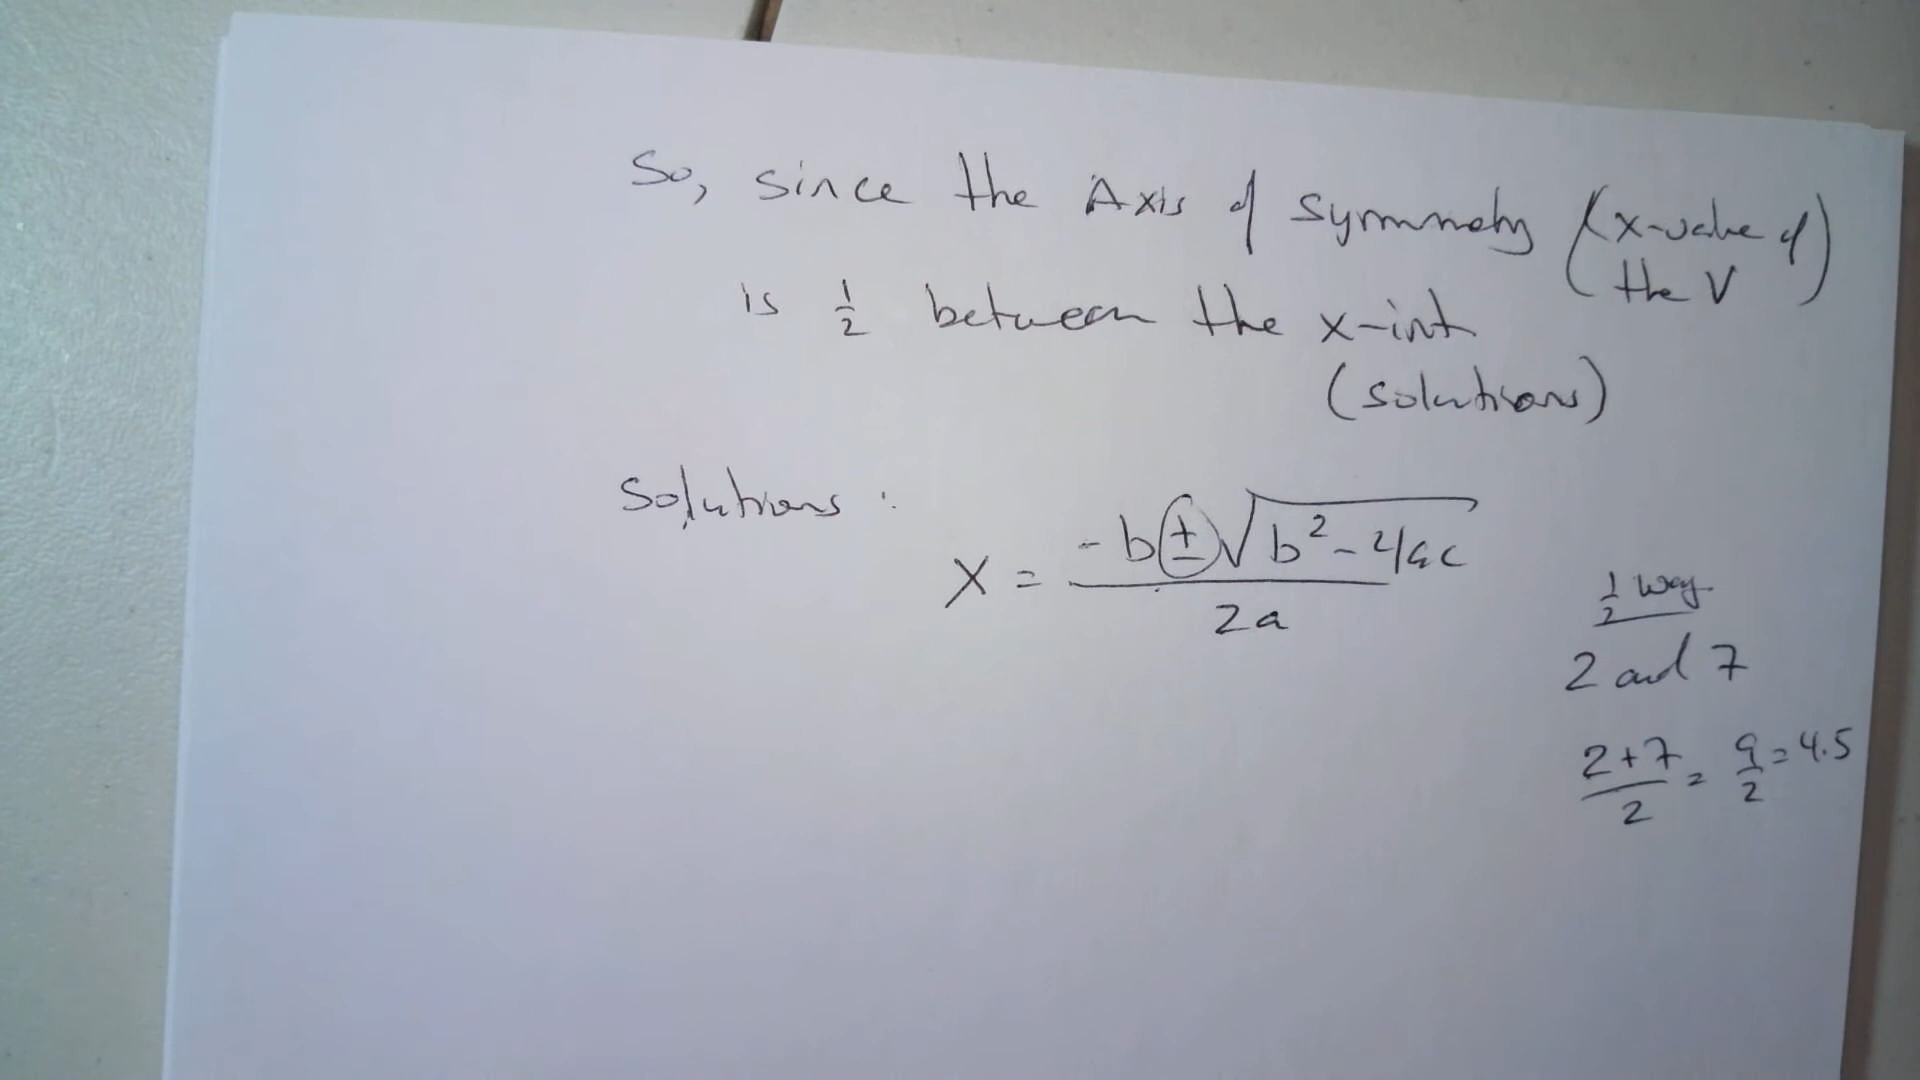 So, since the Axis of symmetry (x-value of
the V)
is 1/2 between the x-int
(solutions)
Solutions :
x = (-b ± √(b² - 4ac)) / 2a
1/2 way
2 and 7
(2+7)/2 = 9/2 = 4.5